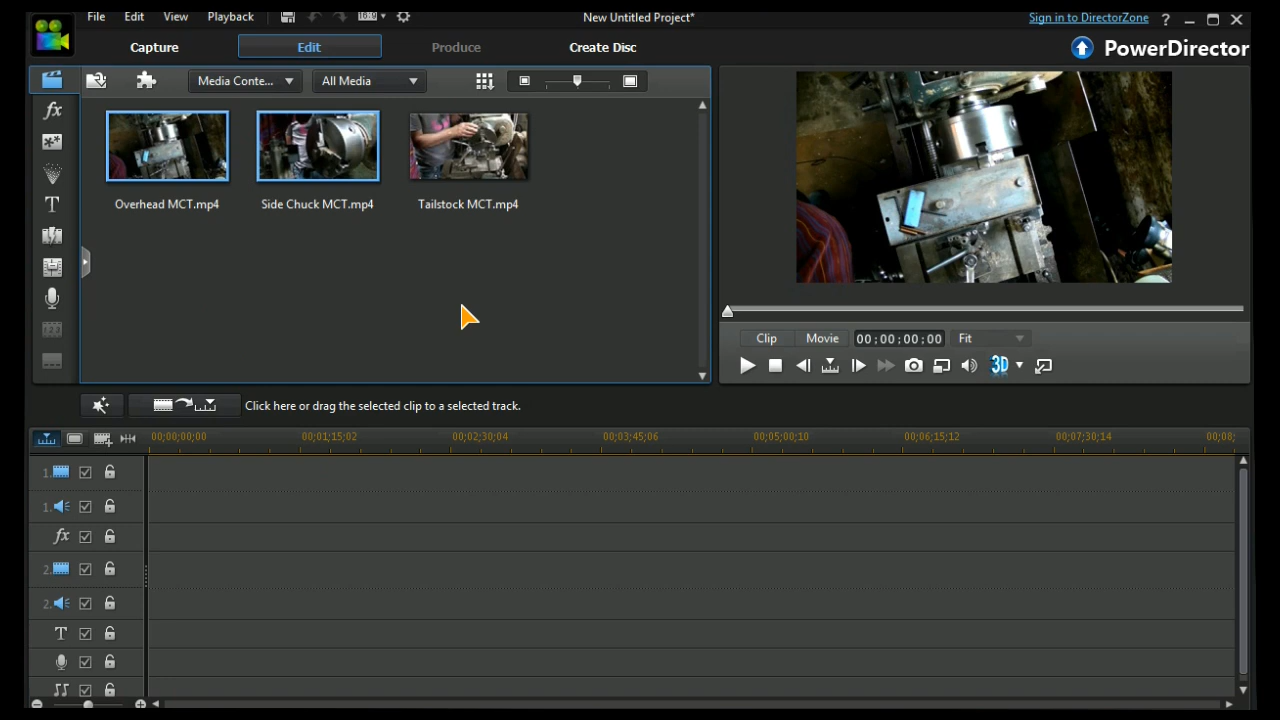 File Edit View Playback 16:9 New Untitled Project* Sign in to DirectorZone ?
Capture Edit Produce Create Disc PowerDirector
Media Conte... All Media
fx
Overhead MCT.mp4 Side Chuck MCT.mp4 Tailstock MCT.mp4
T
Clip Movie 00;00;00;00 Fit
3D
Click here or drag the selected clip to a selected track.
00;00;00;00 00;01;15;02 00;02;30;04 00;03;45;06 00;05;00;10 00;06;15;12 00;07;30;14 00;08;
1.
1.
fx
2.
2.
T